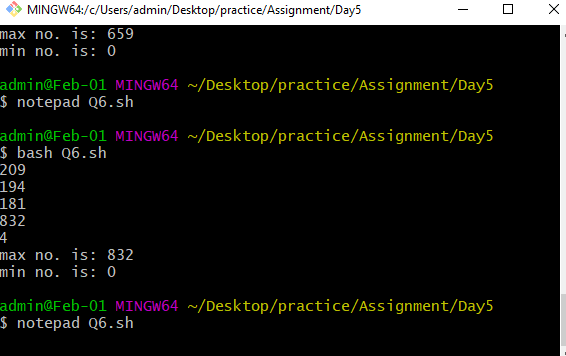 MINGW64:/c/Users/admin/Desktop/practice/Assignment/Day5
max no. is: 659
min no. is: 0
admin@Feb-01 MINGW64 ~/Desktop/practice/Assignment/Day5
$ notepad Q6.sh
admin@Feb-01 MINGW64 ~/Desktop/practice/Assignment/Day5
$ bash Q6.sh
209
194
181
832
4
max no. is: 832
min no. is: 0
admin@Feb-01 MINGW64 ~/Desktop/practice/Assignment/Day5
$ notepad Q6.sh